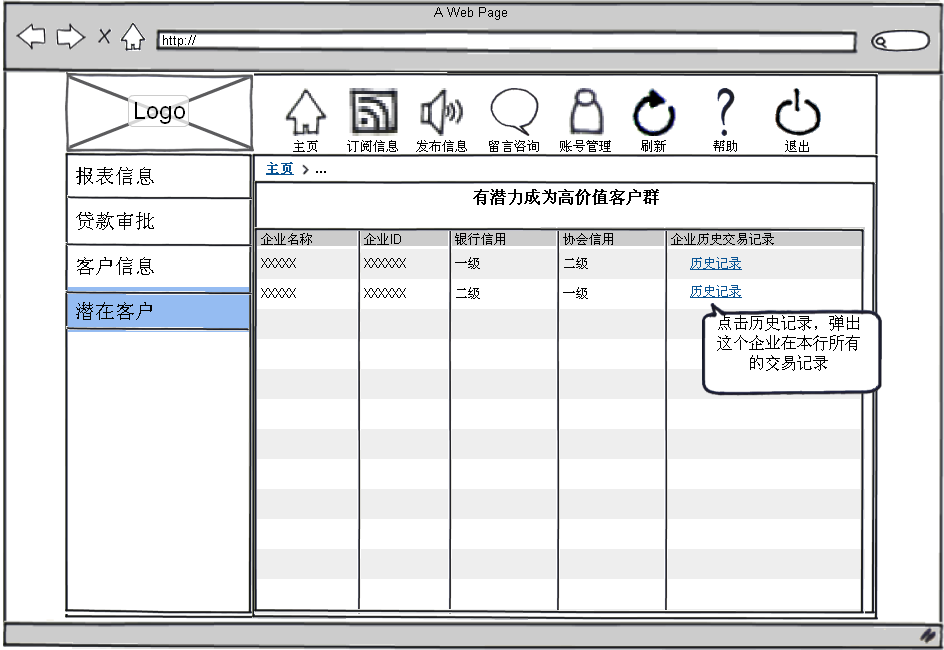 A Web Page
http://
Logo
主页 订阅信息 发布信息 留言咨询 账号管理 刷新 帮助 退出
报表信息
贷款审批
客户信息
潜在客户
主页 > ...
有潜力成为高价值客户群
企业名称 企业ID 银行信用 协会信用 企业历史交易记录
XXXXX XXXXXX 一级 二级 历史记录
XXXXX XXXXXX 二级 一级 历史记录
点击历史记录，弹出
这个企业在本行所有
的交易记录